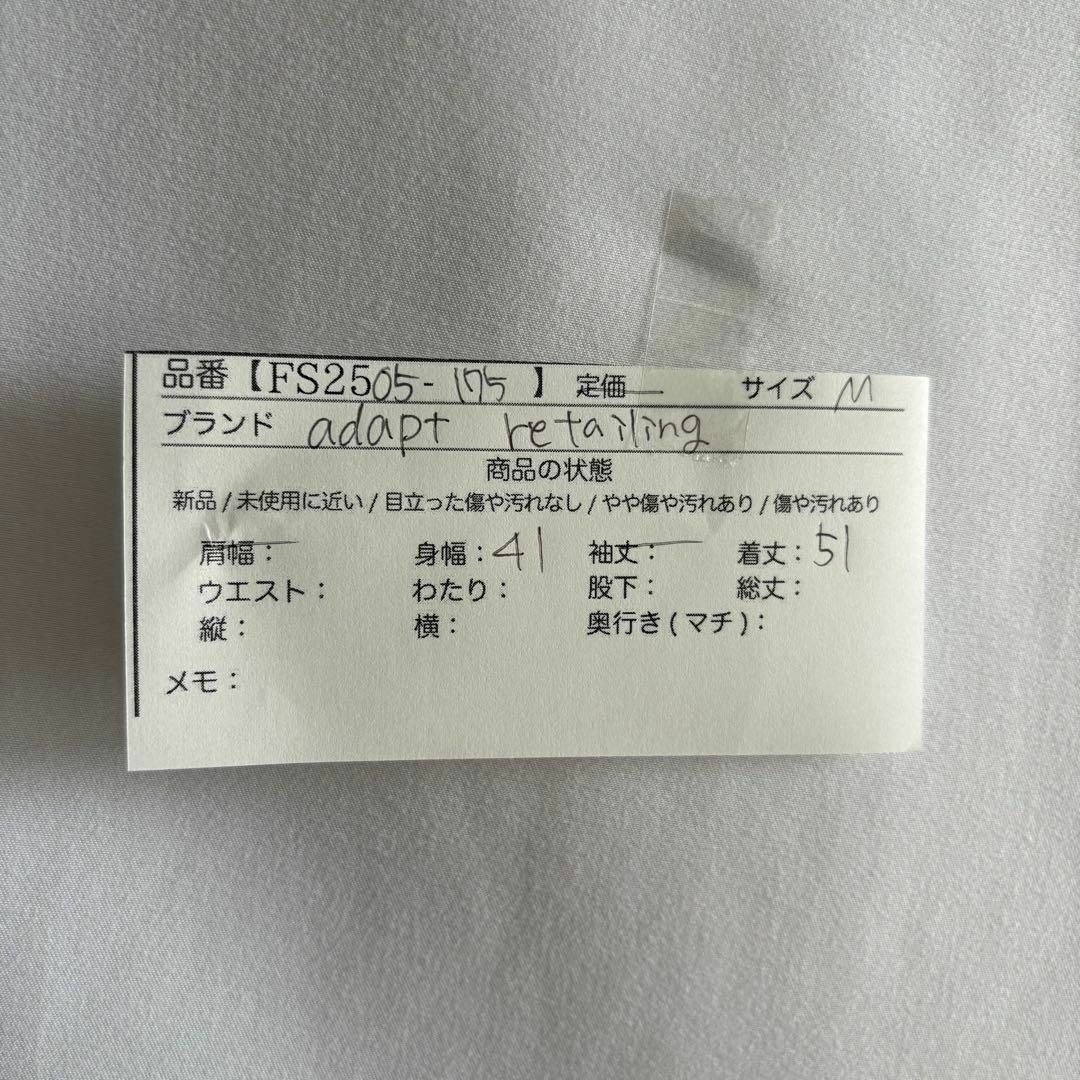 品番【FS2505-175】 定価 — サイズ M
ブランド adapt retailing
商品の状態
新品 / 未使用に近い / 目立った傷や汚れなし / やや傷や汚れあり / 傷や汚れあり
肩幅： — 身幅：41 袖丈： — 着丈：51
ウエスト： わたり： 股下： 総丈：
縦： 横： 奥行き(マチ)：
メモ：